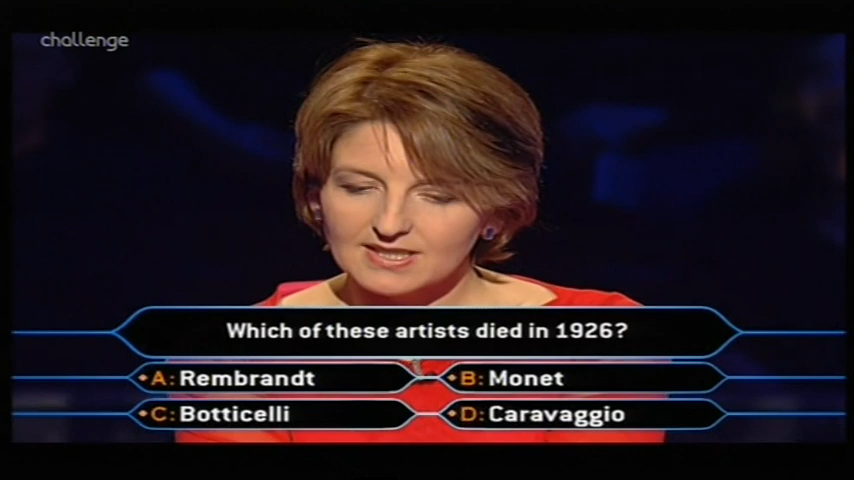 challenge
Which of these artists died in 1926?
A: Rembrandt
B: Monet
C: Botticelli
D: Caravaggio